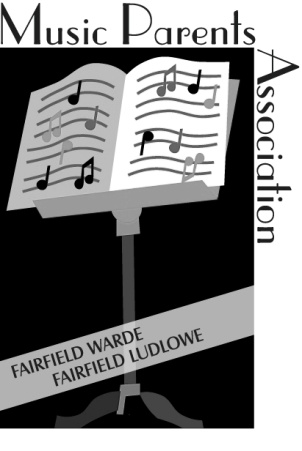 Music Parents
Association
FAIRFIELD WARDE
FAIRFIELD LUDLOWE